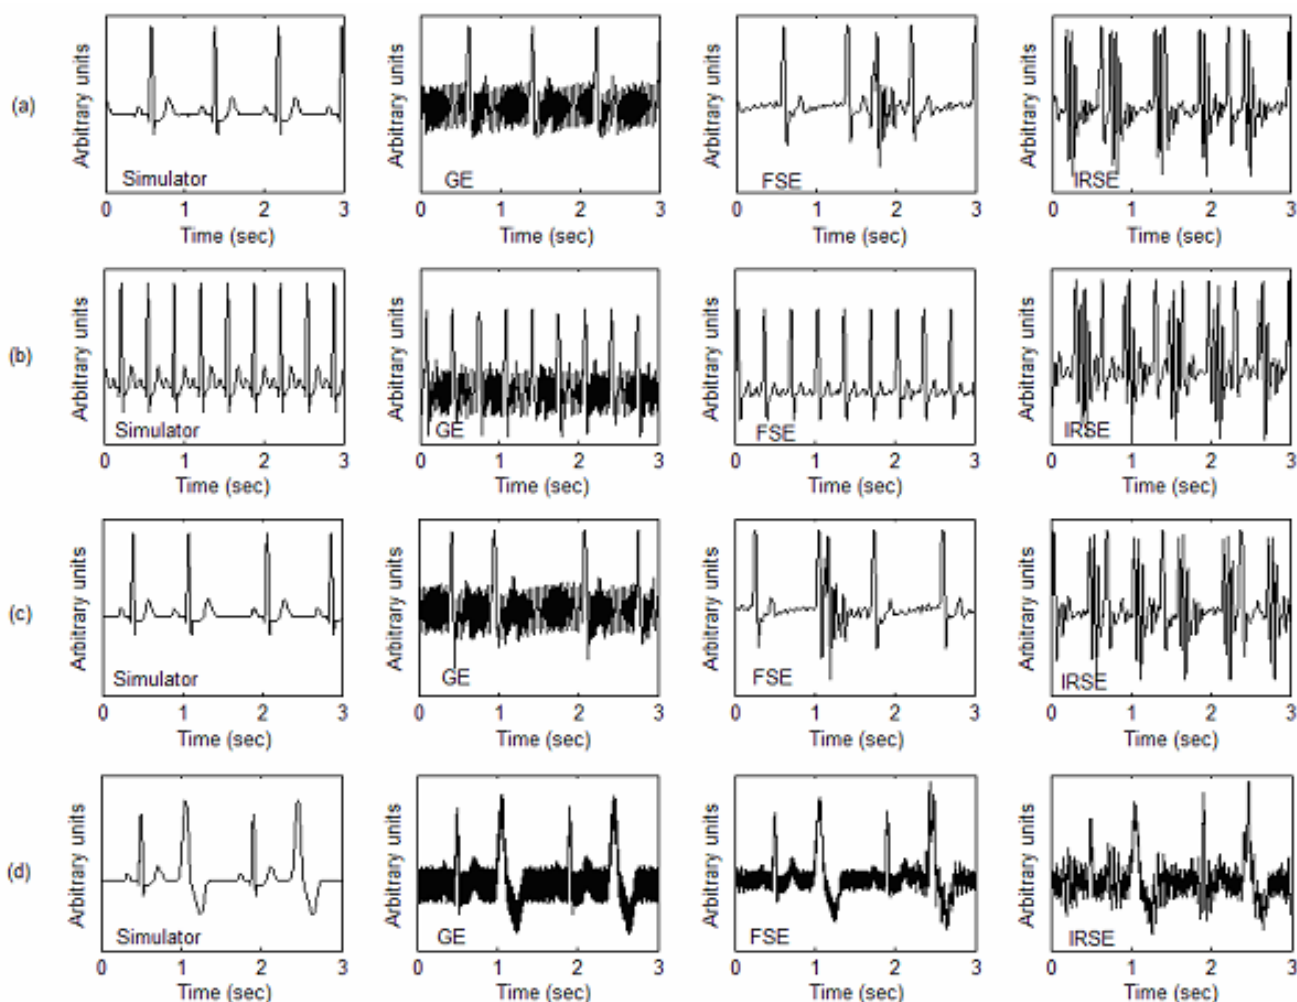 Arbitrary units Arbitrary units Arbitrary units Arbitrary units
(a)
Simulator GE FSE IRSE
0 1 2 3 0 1 2 3 0 1 2 3 0 1 2 3
Time (sec) Time (sec) Time (sec) Time (sec)
Arbitrary units Arbitrary units Arbitrary units Arbitrary units
(b)
Simulator GE FSE IRSE
0 1 2 3 0 1 2 3 0 1 2 3 0 1 2 3
Time (sec) Time (sec) Time (sec) Time (sec)
Arbitrary units Arbitrary units Arbitrary units Arbitrary units
(c)
Simulator GE FSE IRSE
0 1 2 3 0 1 2 3 0 1 2 3 0 1 2 3
Time (sec) Time (sec) Time (sec) Time (sec)
Arbitrary units Arbitrary units Arbitrary units Arbitrary units
(d)
Simulator GE FSE IRSE
0 1 2 3 0 1 2 3 0 1 2 3 0 1 2 3
Time (sec) Time (sec) Time (sec) Time (sec)